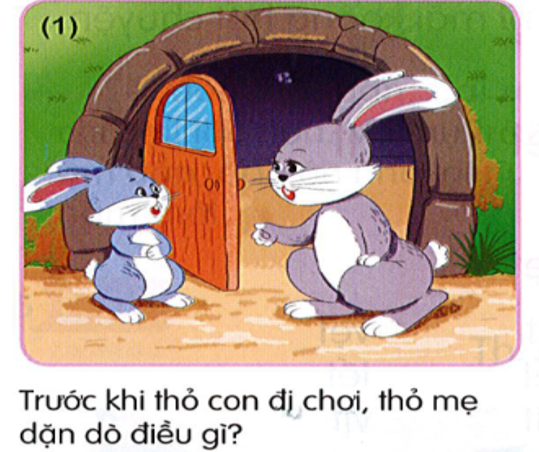 (1)
Trước khi thỏ con đi chơi, thỏ mẹ
dặn dò điều gì?